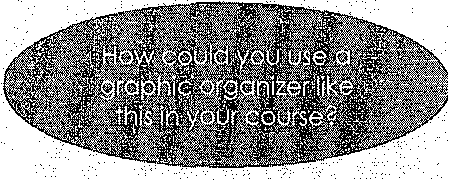 How could you use a
graphic organizer like
this in your course?